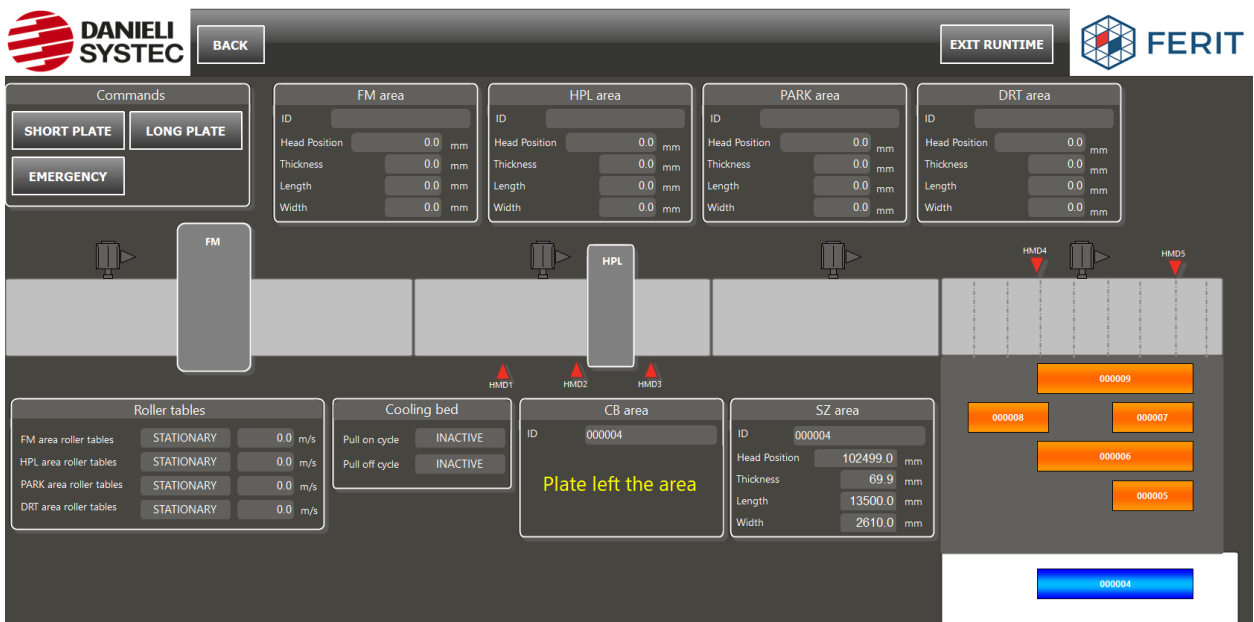 DANIELI
SYSTEC
BACK
EXIT RUNTIME
FERIT
Commands
SHORT PLATE
LONG PLATE
EMERGENCY
FM area
ID
Head Position 0.0 mm
Thickness 0.0 mm
Length 0.0 mm
Width 0.0 mm
HPL area
ID
Head Position 0.0 mm
Thickness 0.0 mm
Length 0.0 mm
Width 0.0 mm
PARK area
ID
Head Position 0.0 mm
Thickness 0.0 mm
Length 0.0 mm
Width 0.0 mm
DRT area
ID
Head Position 0.0 mm
Thickness 0.0 mm
Length 0.0 mm
Width 0.0 mm
FM
HPL
HMD4
HMD5
HMD1
HMD2
HMD3
Roller tables
FM area roller tables STATIONARY 0.0 m/s
HPL area roller tables STATIONARY 0.0 m/s
PARK area roller tables STATIONARY 0.0 m/s
DRT area roller tables STATIONARY 0.0 m/s
Cooling bed
Pull on cycle INACTIVE
Pull off cycle INACTIVE
CB area
ID 000004
Plate left the area
SZ area
ID 000004
Head Position 102499.0 mm
Thickness 69.9 mm
Length 13500.0 mm
Width 2610.0 mm
000009
000008
000007
000006
000005
000004